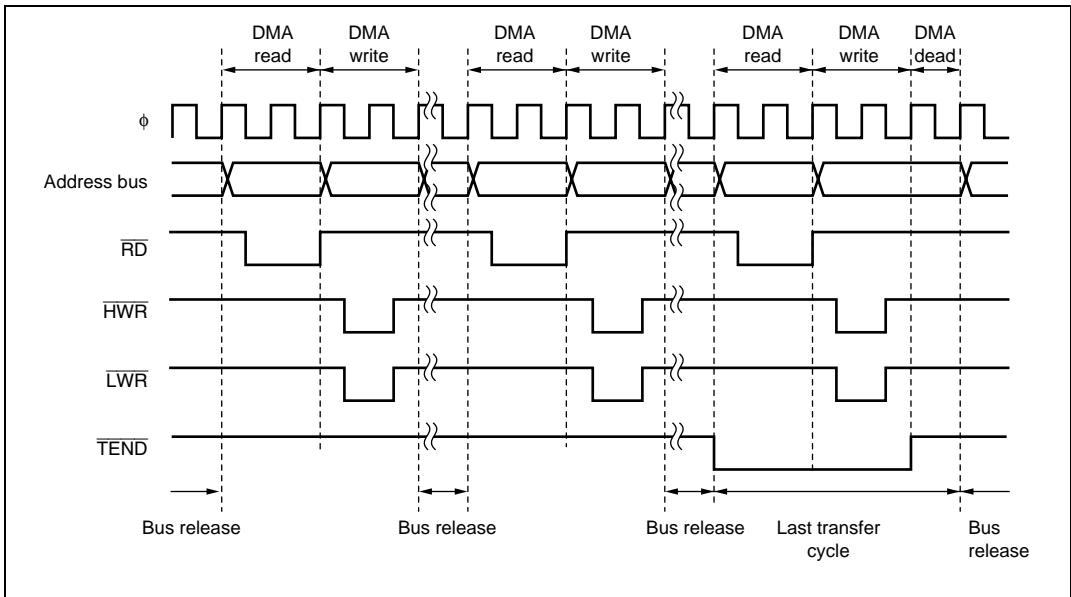 DMA DMA DMA DMA DMA DMA DMA
read write read write read write dead
ϕ
Address bus
RD
HWR
LWR
TEND
Bus release Bus release Bus release Last transfer cycle Bus release